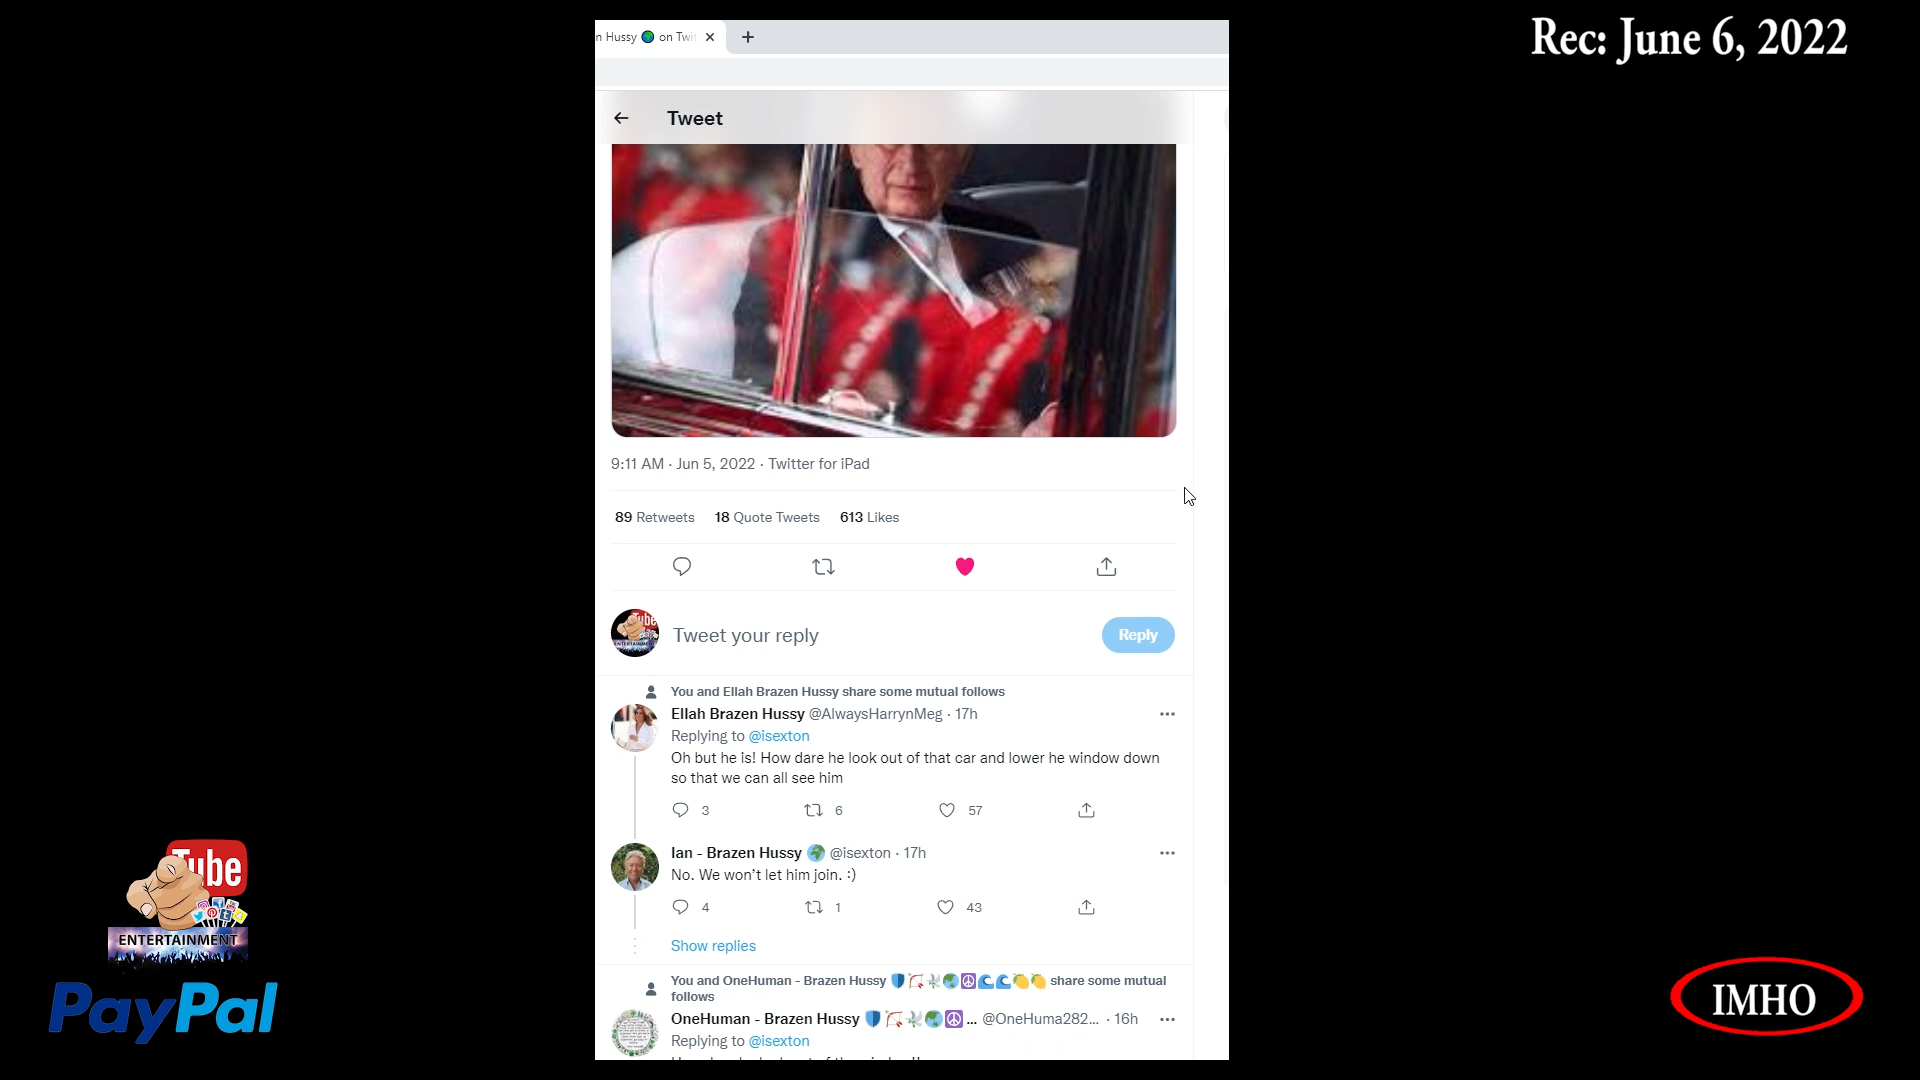 Rec: June 6, 2022
n Hussy 🌍 on Twi
Tweet
9:11 AM · Jun 5, 2022 · Twitter for iPad
89 Retweets 18 Quote Tweets 613 Likes
Tweet your reply
Reply
You and Ellah Brazen Hussy share some mutual follows
Ellah Brazen Hussy @AlwaysHarrynMeg · 17h
Replying to @isexton
Oh but he is! How dare he look out of that car and lower he window down
so that we can all see him
3 6 57
Ian - Brazen Hussy 🌍 @isexton · 17h
No. We won't let him join. :)
4 1 43
Show replies
You and OneHuman - Brazen Hussy 🛡️🏹🕊️🌍☮️🌊🌊🍋🍋 share some mutual
follows
OneHuman - Brazen Hussy 🛡️🏹🕊️🌍☮️ ... @OneHuma282... · 16h
Replying to @isexton
Tube
ENTERTAINMENT
PayPal
IMHO